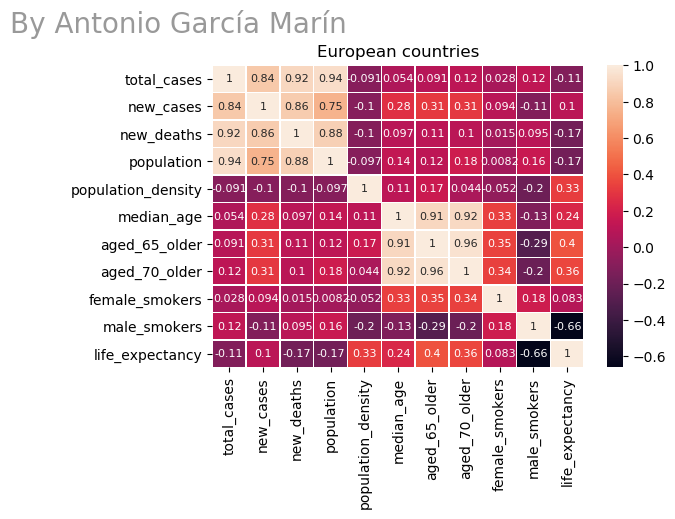 By Antonio García Marín
European countries
total_cases 1 0.84 0.92 0.94 -0.091 0.054 0.091 0.12 0.028 0.12 -0.11 1.0
new_cases 0.84 1 0.86 0.75 -0.1 0.28 0.31 0.31 0.094 -0.11 0.1 0.8
new_deaths 0.92 0.86 1 0.88 -0.1 0.097 0.11 0.1 0.015 0.095 -0.17 0.6
population 0.94 0.75 0.88 1 -0.097 0.14 0.12 0.18 0.0082 0.16 -0.17 0.4
population_density -0.091 -0.1 -0.1 -0.097 1 0.11 0.17 0.044 -0.052 -0.2 0.33 0.2
median_age 0.054 0.28 0.097 0.14 0.11 1 0.91 0.92 0.33 -0.13 0.24
aged_65_older 0.091 0.31 0.11 0.12 0.17 0.91 1 0.96 0.35 -0.29 0.4 0.0
aged_70_older 0.12 0.31 0.1 0.18 0.044 0.92 0.96 1 0.34 -0.2 0.36 −0.2
female_smokers 0.028 0.094 0.015 0.0082 -0.052 0.33 0.35 0.34 1 0.18 0.083
male_smokers 0.12 -0.11 0.095 0.16 -0.2 -0.13 -0.29 -0.2 0.18 1 -0.66 −0.4
life_expectancy -0.11 0.1 -0.17 -0.17 0.33 0.24 0.4 0.36 0.083 -0.66 1 −0.6
total_cases
new_cases
new_deaths
population
population_density
median_age
aged_65_older
aged_70_older
female_smokers
male_smokers
life_expectancy